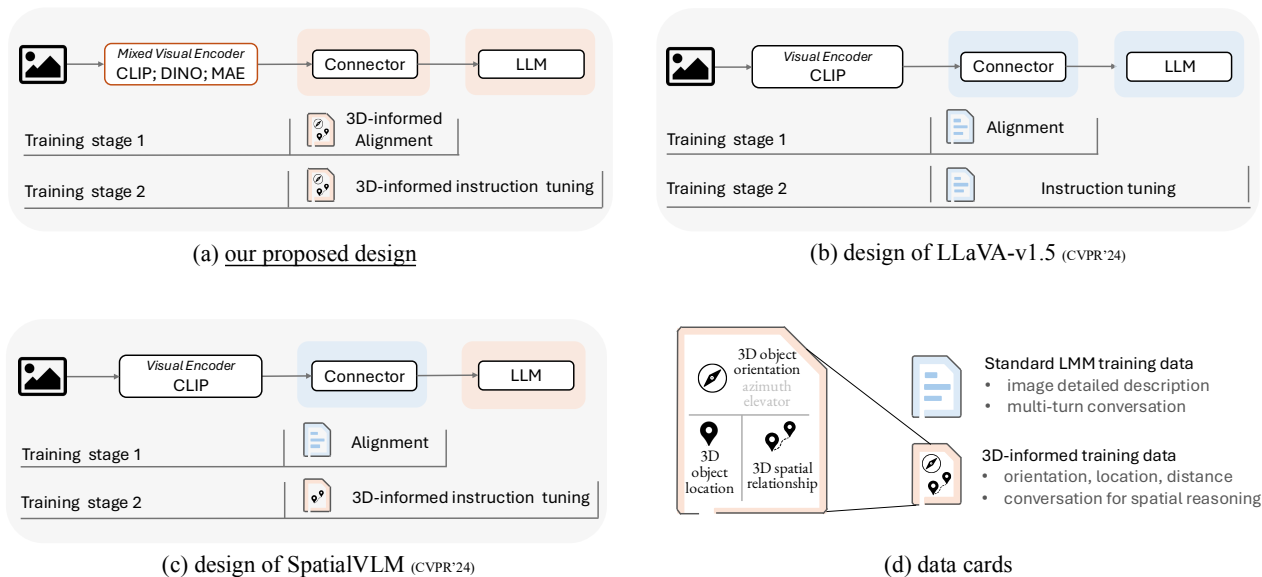 Mixed Visual Encoder
CLIP; DINO; MAE
Connector
LLM
Training stage 1
3D-informed
Alignment
Training stage 2
3D-informed instruction tuning
(a) our proposed design
Visual Encoder
CLIP
Connector
LLM
Training stage 1
Alignment
Training stage 2
Instruction tuning
(b) design of LLaVA-v1.5 (CVPR'24)
Visual Encoder
CLIP
Connector
LLM
Training stage 1
Alignment
Training stage 2
3D-informed instruction tuning
(c) design of SpatialVLM (CVPR'24)
3D object
orientation
azimuth
elevator
3D
object
location
3D spatial
relationship
Standard LMM training data
• image detailed description
• multi-turn conversation
3D-informed training data
• orientation, location, distance
• conversation for spatial reasoning
(d) data cards